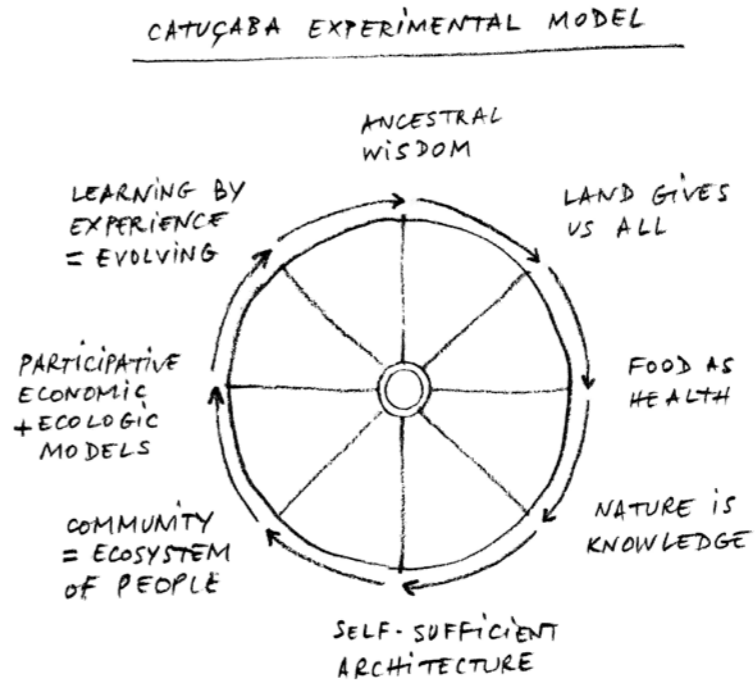 CATUÇABA EXPERIMENTAL MODEL
ANCESTRAL
WISDOM
LAND GIVES
US ALL
FOOD AS
HEALTH
NATURE IS
KNOWLEDGE
SELF-SUFFICIENT
ARCHITECTURE
COMMUNITY
= ECOSYSTEM
OF PEOPLE
PARTICIPATIVE
ECONOMIC
+ECOLOGIC
MODELS
LEARNING BY
EXPERIENCE
= EVOLVING